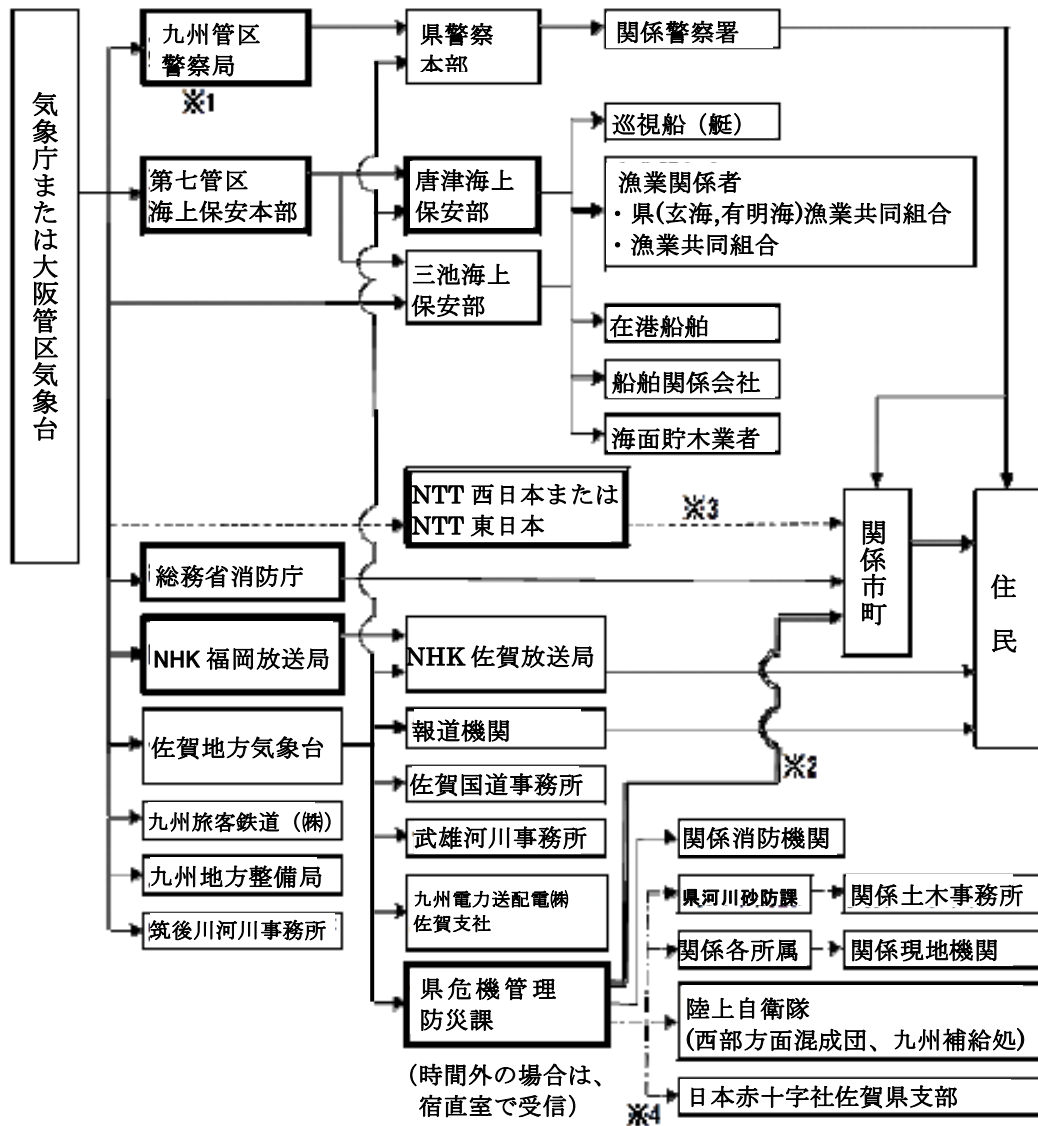 気象庁または大阪管区気象台
九州管区
警察局
※1
県警察
本部
関係警察署
第七管区
海上保安本部
唐津海上
保安部
三池海上
保安部
巡視船（艇）
漁業関係者
・県(玄海,有明海)漁業共同組合
・漁業共同組合
在港船舶
船舶関係会社
海面貯木業者
NTT 西日本または
NTT 東日本
※3
関係市町
住民
総務省消防庁
NHK 福岡放送局
NHK 佐賀放送局
佐賀地方気象台
報道機関
※2
佐賀国道事務所
九州旅客鉄道（㈱）
武雄河川事務所
九州地方整備局
九州電力送配電㈱
佐賀支社
筑後川河川事務所
県危機管理
防災課
(時間外の場合は、
宿直室で受信）
関係消防機関
県河川砂防課
関係土木事務所
関係各所属
関係現地機関
陸上自衛隊
(西部方面混成団、九州補給処）
※4
日本赤十字社佐賀県支部